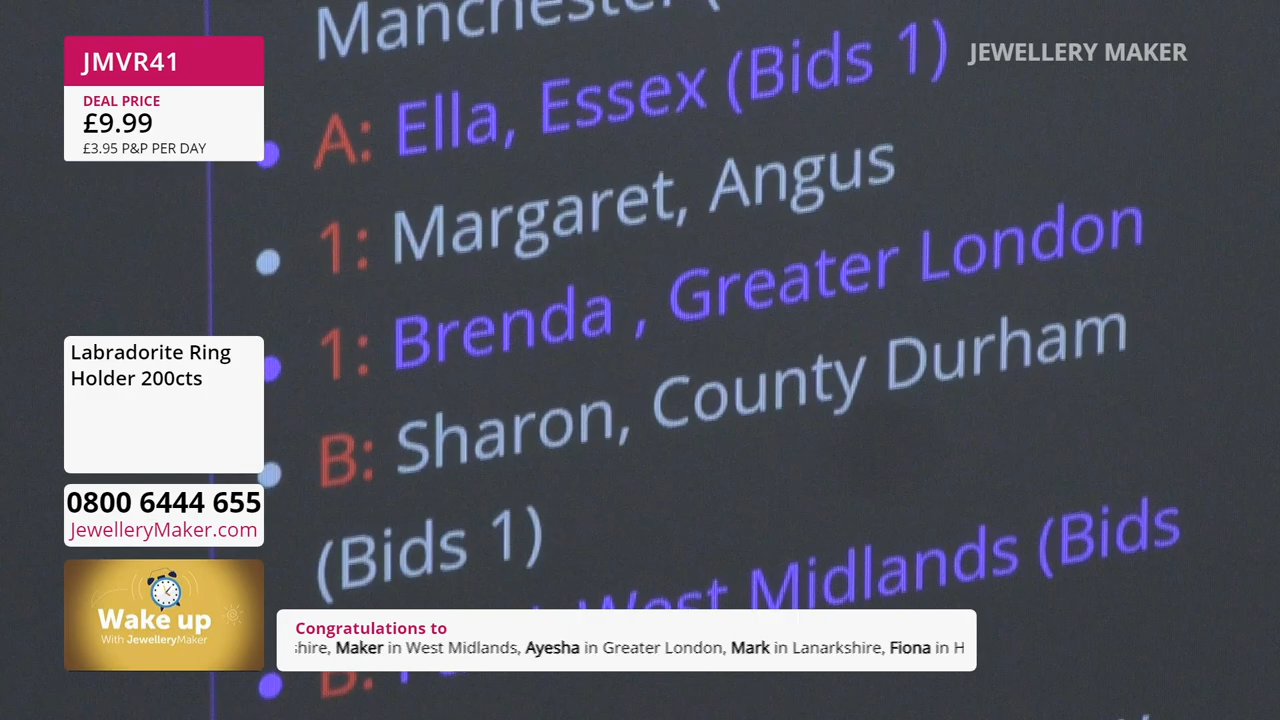 JMVR41
DEAL PRICE
£9.99
£3.95 P&P PER DAY
JEWELLERY MAKER
Manchester (
A: Ella, Essex (Bids 1)
1: Margaret, Angus
1: Brenda , Greater London
B: Sharon, County Durham
(Bids 1)
West Midlands (Bids
B:
Labradorite Ring
Holder 200cts
0800 6444 655
JewelleryMaker.com
Wake up
With JewelleryMaker
Congratulations to
shire, Maker in West Midlands, Ayesha in Greater London, Mark in Lanarkshire, Fiona in H